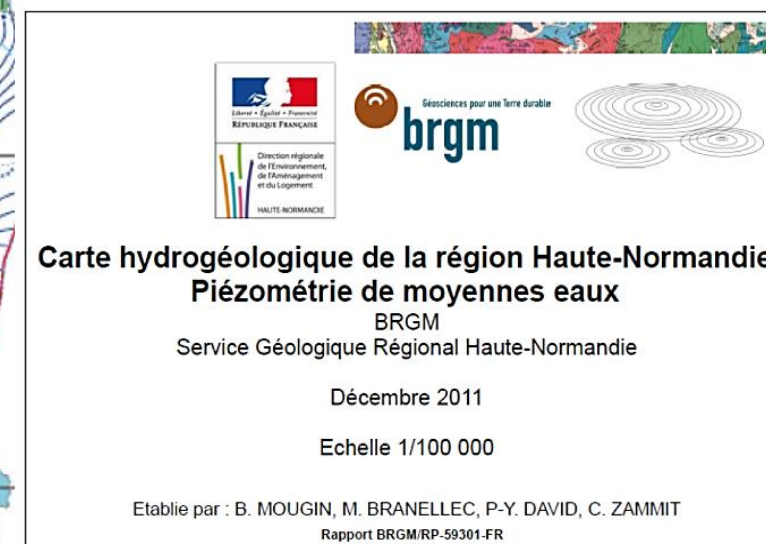 Liberté • Égalité • Fraternité
RÉPUBLIQUE FRANÇAISE
Direction régionale
de l'Environnement,
de l'Aménagement
et du Logement
HAUTE-NORMANDIE
Géosciences pour une Terre durable
brgm
Carte hydrogéologique de la région Haute-Normandie
Piézométrie de moyennes eaux
BRGM
Service Géologique Régional Haute-Normandie
Décembre 2011
Echelle 1/100 000
Etablie par : B. MOUGIN, M. BRANELLEC, P-Y. DAVID, C. ZAMMIT
Rapport BRGM/RP-59301-FR